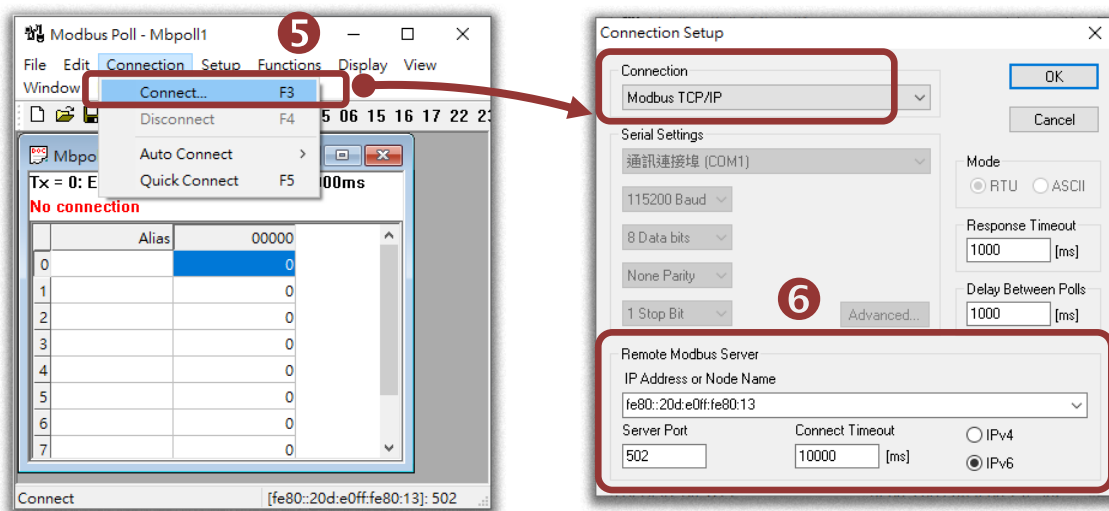 Modbus Poll - Mbpoll1
5
File Edit Connection Setup Functions Display View
Window
Connect... F3
5 06 15 16 17 22 2
Disconnect F4
Auto Connect >
Mbpo
Quick Connect F5
Tx = 0: E 00ms
No connection
Alias 00000
0 0
1 0
2 0
3 0
4 0
5 0
6 0
7 0
Connect [fe80::20d:e0ff:fe80:13]: 502
Connection Setup
Connection
Modbus TCP/IP
OK
Cancel
Serial Settings
通訊連接埠 (COM1)
115200 Baud
8 Data bits
None Parity
1 Stop Bit
Advanced...
Mode
RTU ASCII
Response Timeout
1000 [ms]
Delay Between Polls
1000 [ms]
6
Remote Modbus Server
IP Address or Node Name
fe80::20d:e0ff:fe80:13
Server Port
502
Connect Timeout
10000 [ms]
IPv4
IPv6